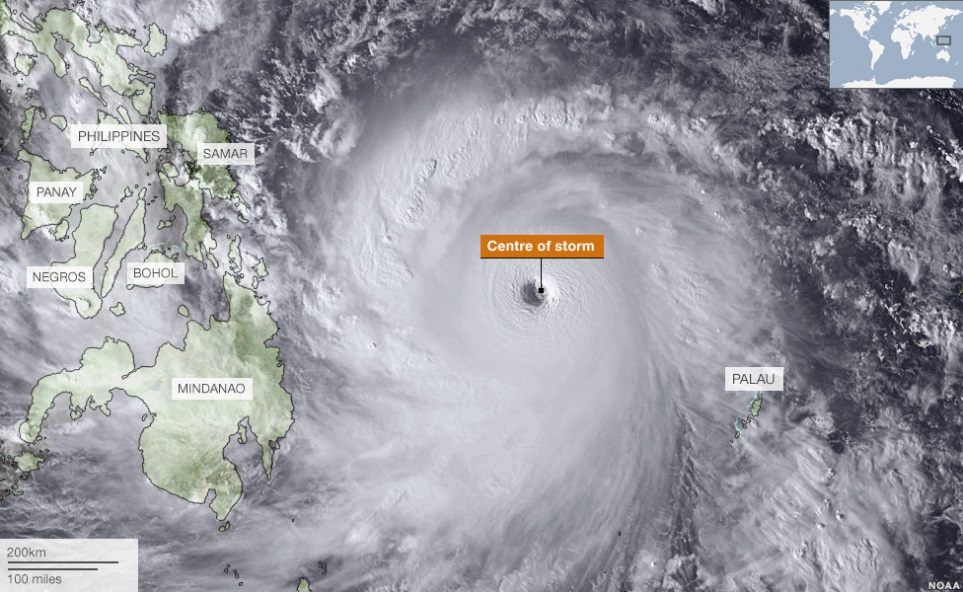 PHILIPPINES
SAMAR
PANAY
Centre of storm
NEGROS
BOHOL
PALAU
MINDANAO
200km
100 miles
NOAA